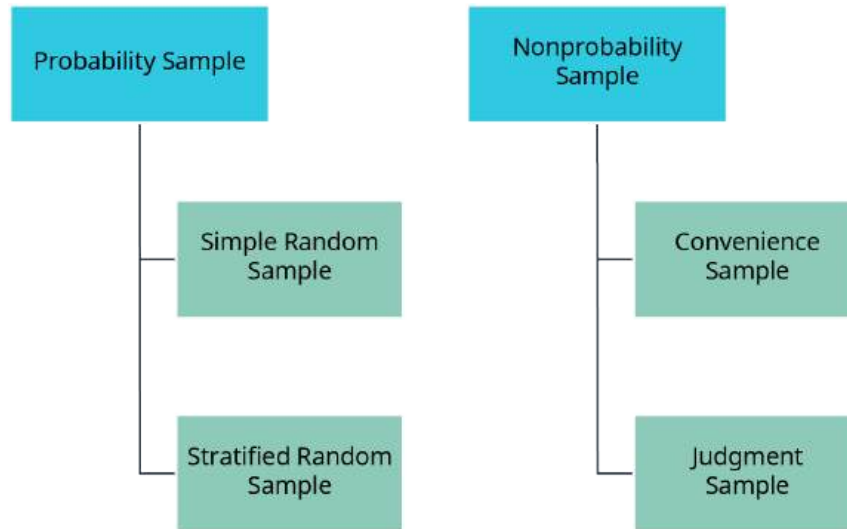 Probability Sample
Simple Random
Sample
Stratified Random
Sample
Nonprobability
Sample
Convenience
Sample
Judgment
Sample